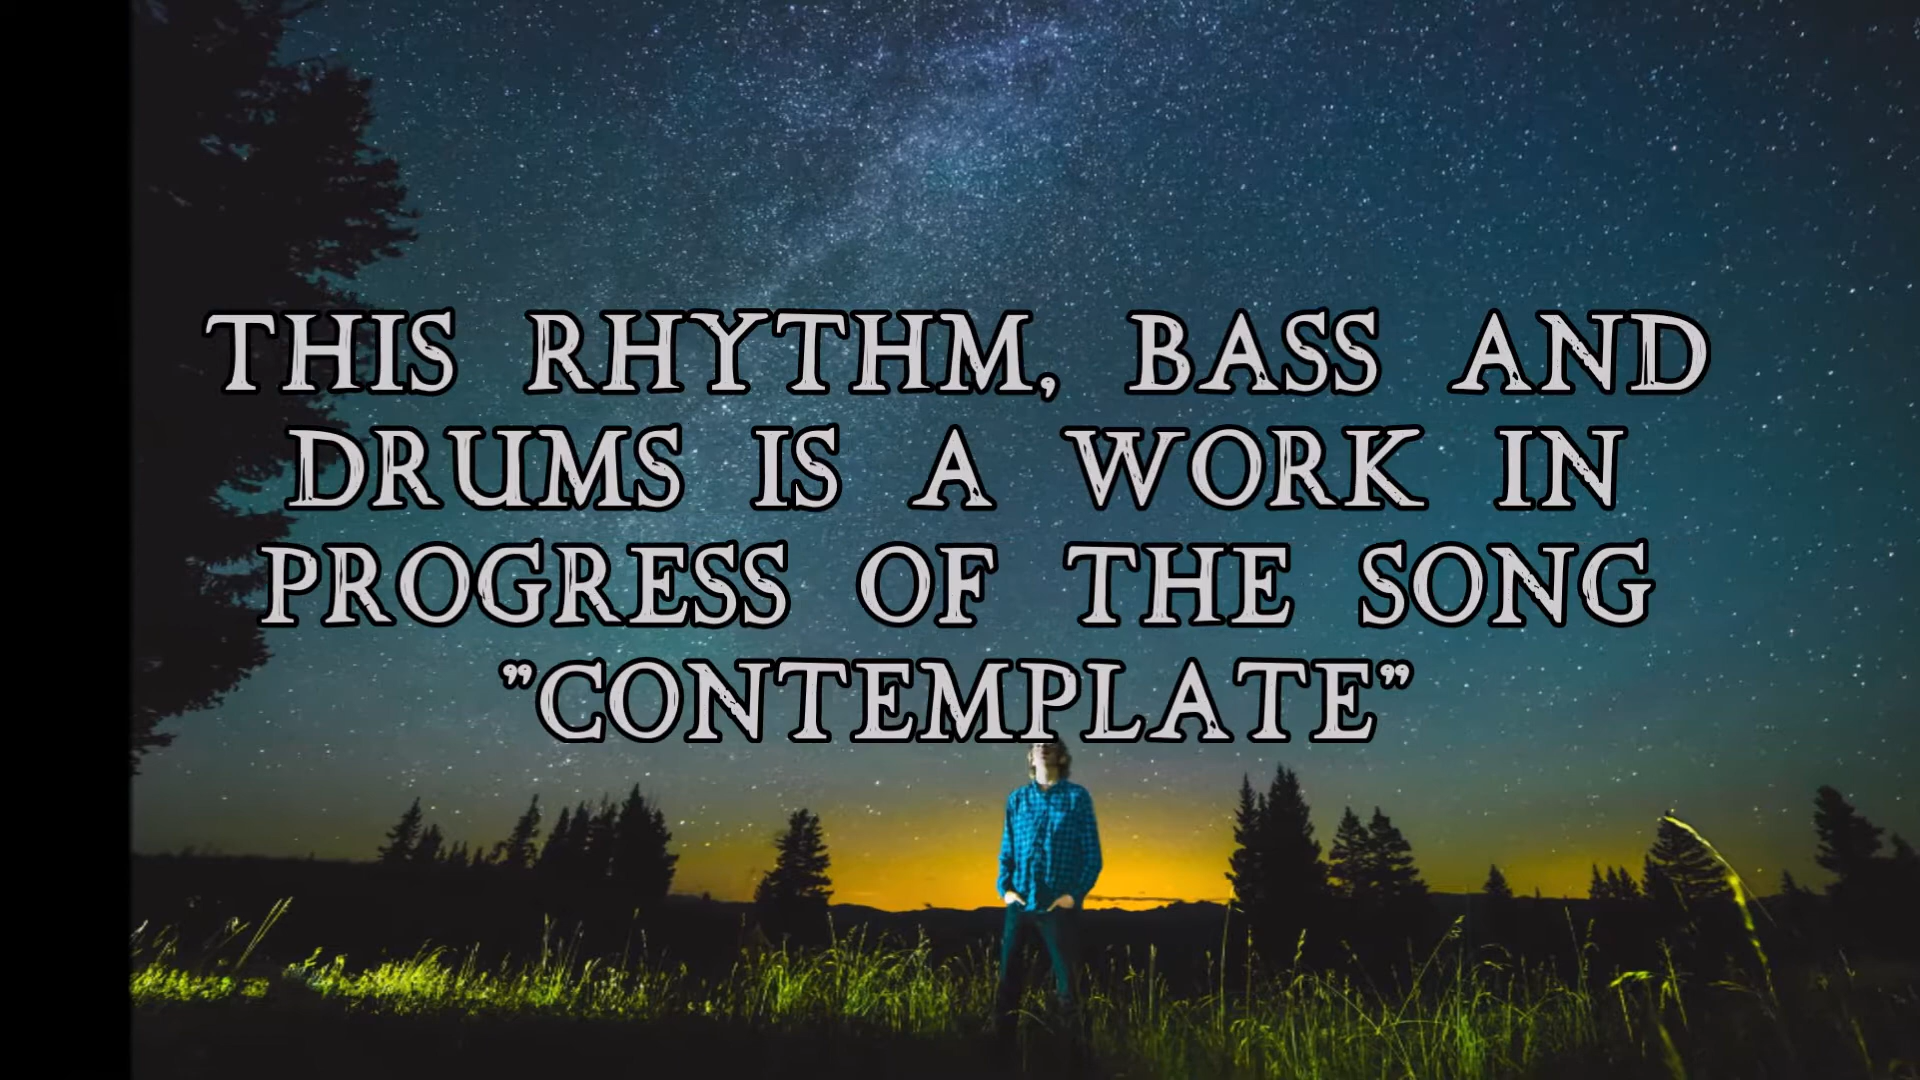 THIS RHYTHM, BASS AND
DRUMS IS A WORK IN
PROGRESS OF THE SONG
"CONTEMPLATE"